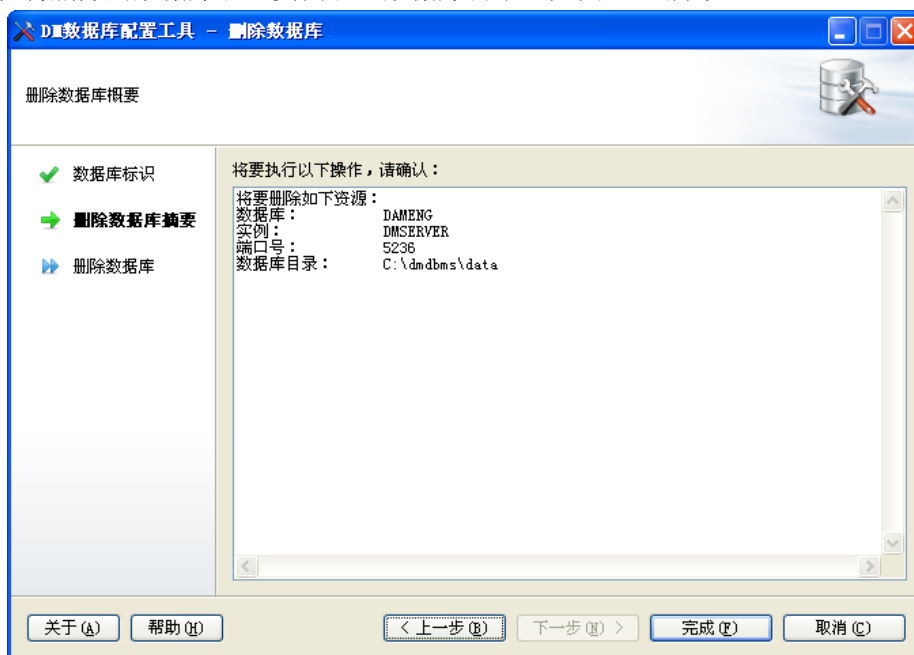 DM数据库配置工具 - 删除数据库
删除数据库概要
数据库标识
删除数据库摘要
删除数据库
将要执行以下操作，请确认：
将要删除如下资源：
数据库： DAMENG
实例： DMSERVER
端口号： 5236
数据库目录： C:\dmdbms\data
关于(A) 帮助(H) < 上一步(B) 下一步(N) > 完成(F) 取消(C)